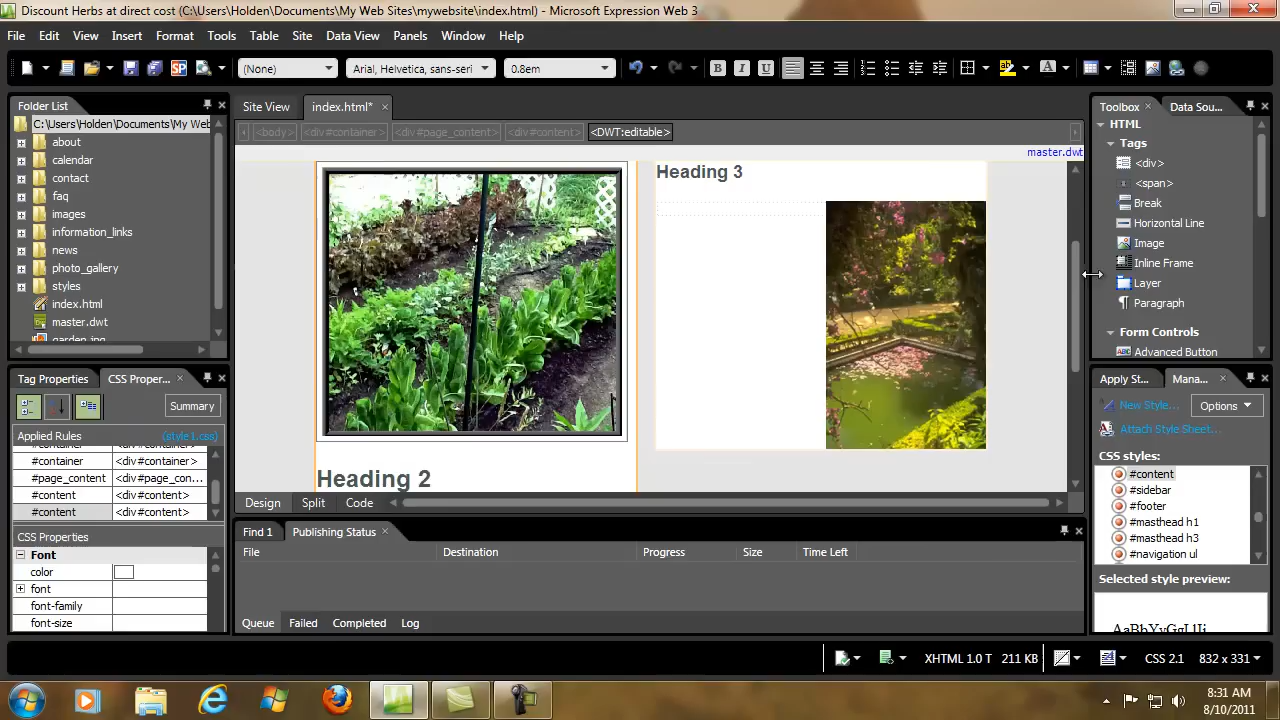 Discount Herbs at direct cost (C:\Users\Holden\Documents\My Web Sites\mywebsite\index.html) - Microsoft Expression Web 3
File Edit View Insert Format Tools Table Site Data View Panels Window Help
(None) Arial, Helvetica, sans-seri 0.8em B I U A
Folder List
C:\Users\Holden\Documents\My Web
about
calendar
contact
faq
images
information_links
news
photo_gallery
styles
index.html
master.dwt
garden.jpg
Site View index.html*
<body> <div#container> <div#page_content> <div#content> <DWT:editable>
master.dwt
Heading 3
Heading 2
Design Split Code
Toolbox Data Sou...
HTML
Tags
<div>
<span>
Break
Horizontal Line
Image
Inline Frame
Layer
Paragraph
Form Controls
Advanced Button
Tag Properties CSS Proper...
Summary
Applied Rules (style1.css)
#container <div#container>
#container <div#container>
#page_content <div#page_con...
#content <div#content>
#content <div#content>
CSS Properties
Font
color
font
font-family
font-size
Find 1 Publishing Status
File Destination Progress Size Time Left
Queue Failed Completed Log
Apply St... Mana...
New Style... Options
Attach Style Sheet...
CSS styles:
#content
#sidebar
#footer
#masthead h1
#masthead h3
#navigation ul
Selected style preview:
AaBbYyGgLlJj
XHTML 1.0 T 211 KB CSS 2.1 832 x 331
8:31 AM
8/10/2011